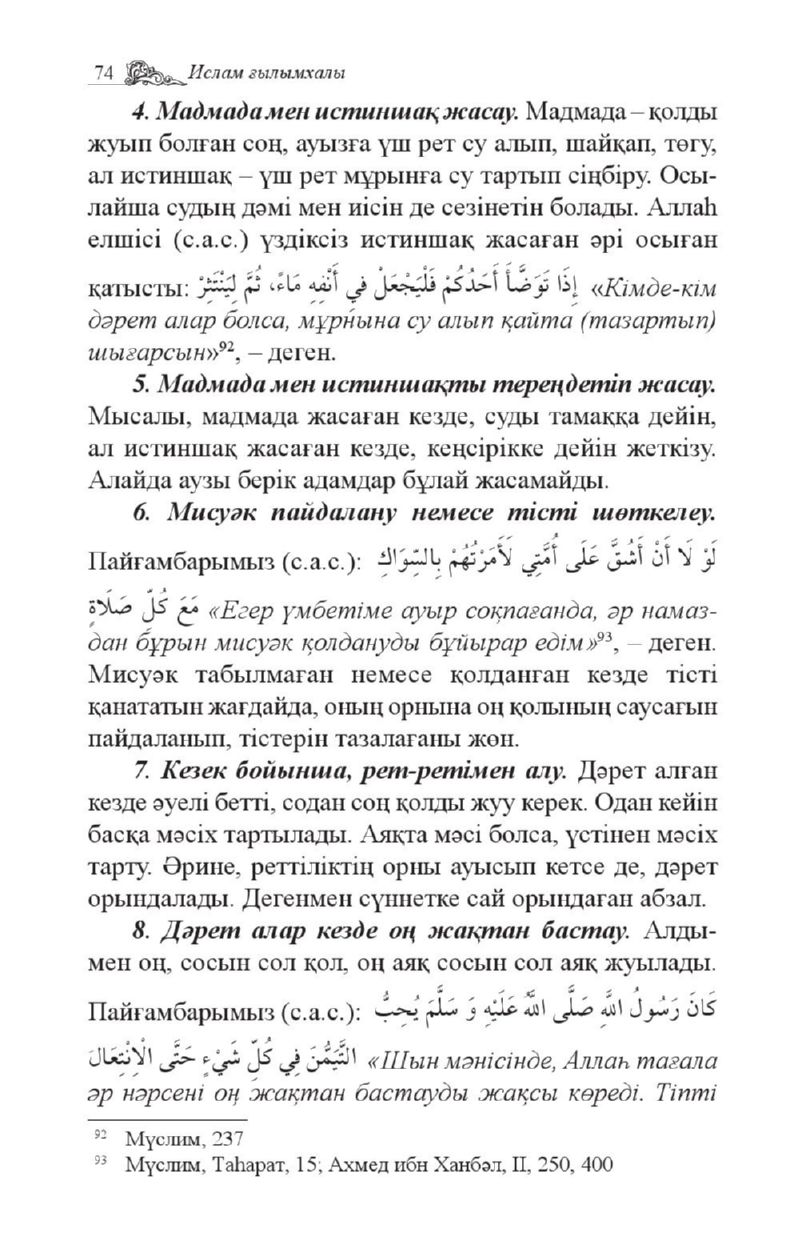 74 Ислам ғылымхалы
4. Мадмада мен истиншақ жасау. Мадмада – қолды
жуып болған соң, ауызға үш рет су алып, шайқап, төгу,
ал истиншақ – үш рет мұрынға су тартып сіңбіру. Осы-
лайша судың дәмі мен иісін де сезінетін болады. Аллаһ
елшісі (с.а.с.) үздіксіз истиншақ жасаған әрі осыған
қатысты: إِذَا تَوَضَّأَ أَحَدُكُمْ فَلْيَجْعَلْ فِي أَنْفِهِ مَاءً، ثُمَّ لِيَنْتَثِرْ «Кімде-кім
дәрет алар болса, мұрнына су алып қайта (тазартып)
шығарсын»⁹², – деген.
5. Мадмада мен истиншақты тереңдетіп жасау.
Мысалы, мадмада жасаған кезде, суды тамаққа дейін,
ал истиншақ жасаған кезде, кеңсірікке дейін жеткізу.
Алайда аузы берік адамдар бұлай жасамайды.
6. Мисуәк пайдалану немесе тісті шөткелеу.
Пайғамбарымыз (с.а.с.): لَوْ لَا أَنْ أَشُقَّ عَلَى أُمَّتِي لَأَمَرْتُهُمْ بِالسِّوَاكِ
مَعَ كُلِّ صَلَاةٍ «Егер үмбетіме ауыр соқпағанда, әр намаз-
дан бұрын мисуәк қолдануды бұйырар едім»⁹³, – деген.
Мисуәк табылмаған немесе қолданған кезде тісті
қанататын жағдайда, оның орнына оң қолының саусағын
пайдаланып, тістерін тазалағаны жөн.
7. Кезек бойынша, рет-ретімен алу. Дәрет алған
кезде әуелі бетті, содан соң қолды жуу керек. Одан кейін
басқа мәсіх тартылады. Аяқта мәсі болса, үстінен мәсіх
тарту. Әрине, реттіліктің орны ауысып кетсе де, дәрет
орындалады. Дегенмен сүннетке сай орындаған абзал.
8. Дәрет алар кезде оң жақтан бастау. Алды-
мен оң, сосын сол қол, оң аяқ сосын сол аяқ жуылады.
Пайғамбарымыз (с.а.с.): كَانَ رَسُولُ اللهِ صَلَّى اللهُ عَلَيْهِ وَ سَلَّمَ يُحِبُّ
التَّيَمُّنَ فِي كُلِّ شَيْءٍ حَتَّى الْاِنْتِعَالَ «Шын мәнісінде, Аллаһ тағала
әр нәрсені оң жақтан бастауды жақсы көреді. Тіпті
⁹² Мүслим, 237
⁹³ Мүслим, Таһарат, 15; Ахмед ибн Ханбәл, II, 250, 400